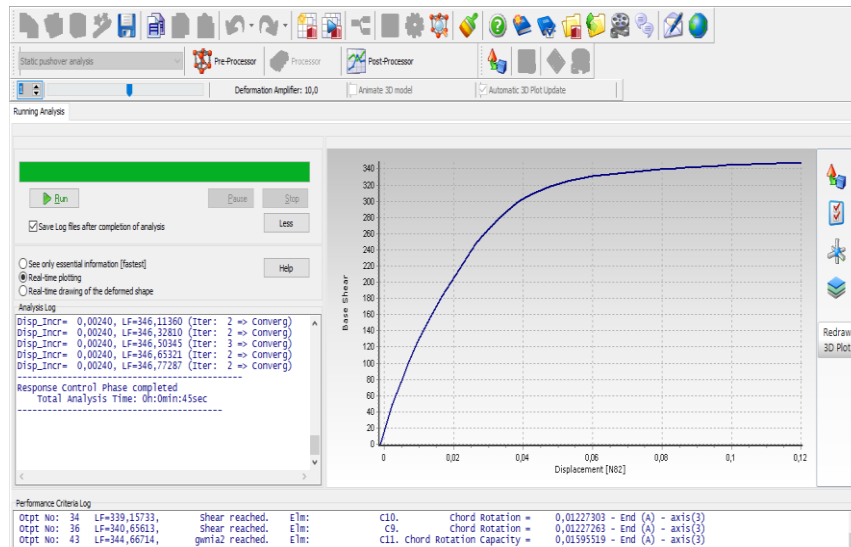 Static pushover analysis
Pre-Processor
Processor
Post-Processor
Deformation Amplifier: 10,0
Animate 3D model
Automatic 3D Plot Update
Running Analysis
Run
Pause
Stop
Save Log files after completion of analysis
Less
See only essential information [fastest]
Real-time plotting
Real-time drawing of the deformed shape
Help
Analysis Log
Disp_Incr= 0,00240, LF=346,11360 (Iter: 2 => Converg)
Disp_Incr= 0,00240, LF=346,32810 (Iter: 2 => Converg)
Disp_Incr= 0,00240, LF=346,50345 (Iter: 3 => Converg)
Disp_Incr= 0,00240, LF=346,65321 (Iter: 2 => Converg)
Disp_Incr= 0,00240, LF=346,77287 (Iter: 2 => Converg)
Response Control Phase completed
Total Analysis Time: 0h:0min:45sec
Base Shear
340
320
300
280
260
240
220
200
180
160
140
120
100
80
60
40
20
0
0 0,02 0,04 0,06 0,08 0,1 0,12
Displacement [N82]
Redraw
3D Plot
Performance Criteria Log
Otpt No: 34 LF=339,15733, Shear reached. Elm: C10. Chord Rotation = 0,01227303 - End (A) - axis(3)
Otpt No: 36 LF=340,65613, Shear reached. Elm: C9. Chord Rotation = 0,01227263 - End (A) - axis(3)
Otpt No: 43 LF=344,66714, gwnia2 reached. Elm: C11. Chord Rotation Capacity = 0,01595519 - End (A) - axis(3)